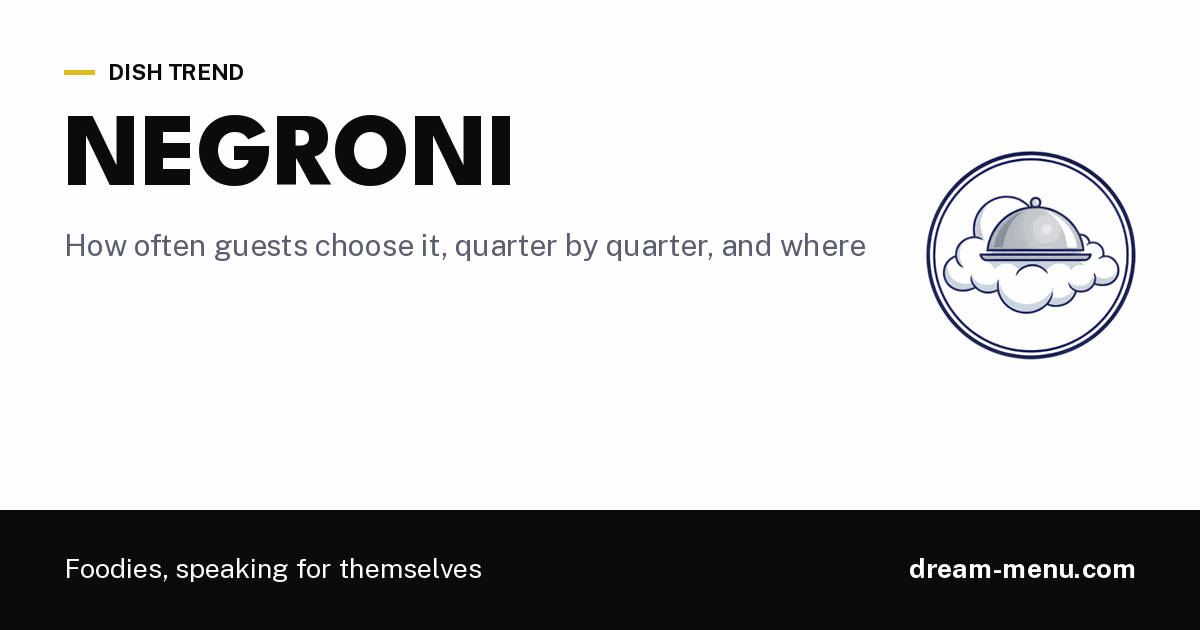 DISH TREND
NEGRONI
How often guests choose it, quarter by quarter, and where
Foodies, speaking for themselves
dream-menu.com